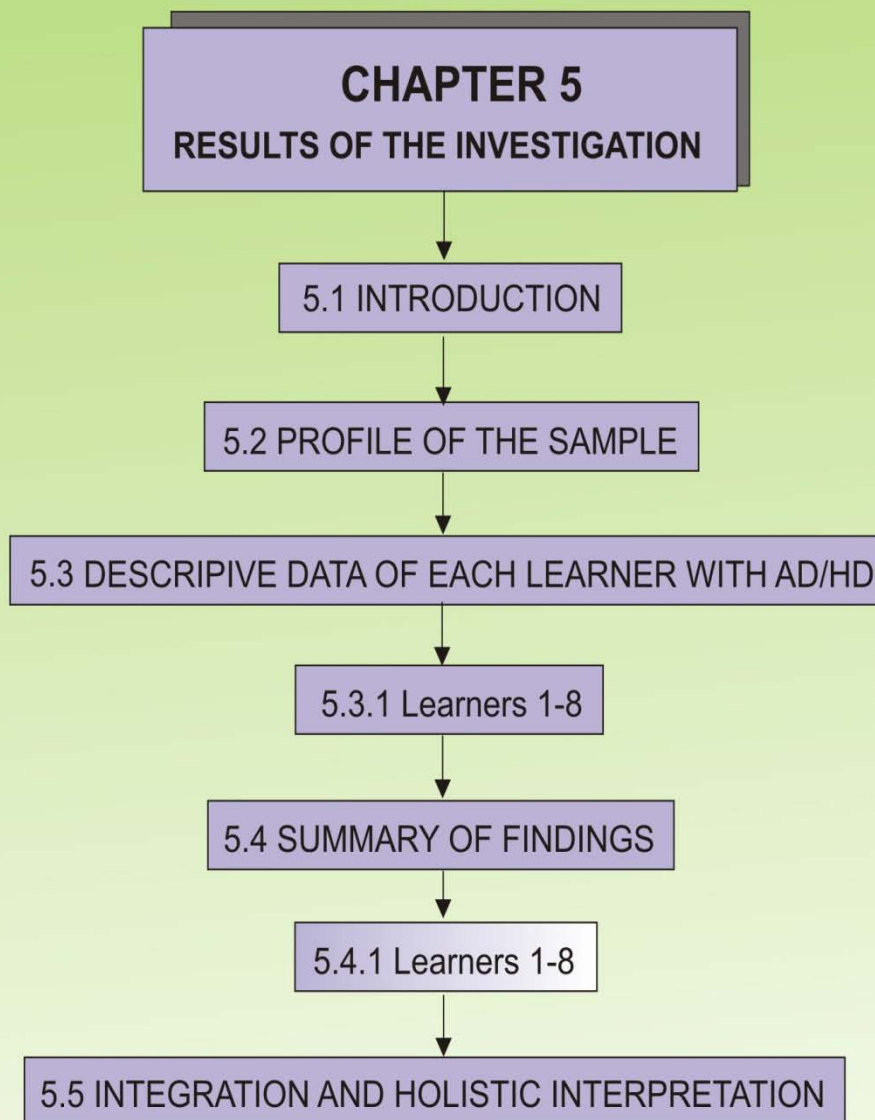 CHAPTER 5
RESULTS OF THE INVESTIGATION
5.1 INTRODUCTION
5.2 PROFILE OF THE SAMPLE
5.3 DESCRIPIVE DATA OF EACH LEARNER WITH AD/HD
5.3.1 Learners 1-8
5.4 SUMMARY OF FINDINGS
5.4.1 Learners 1-8
5.5 INTEGRATION AND HOLISTIC INTERPRETATION